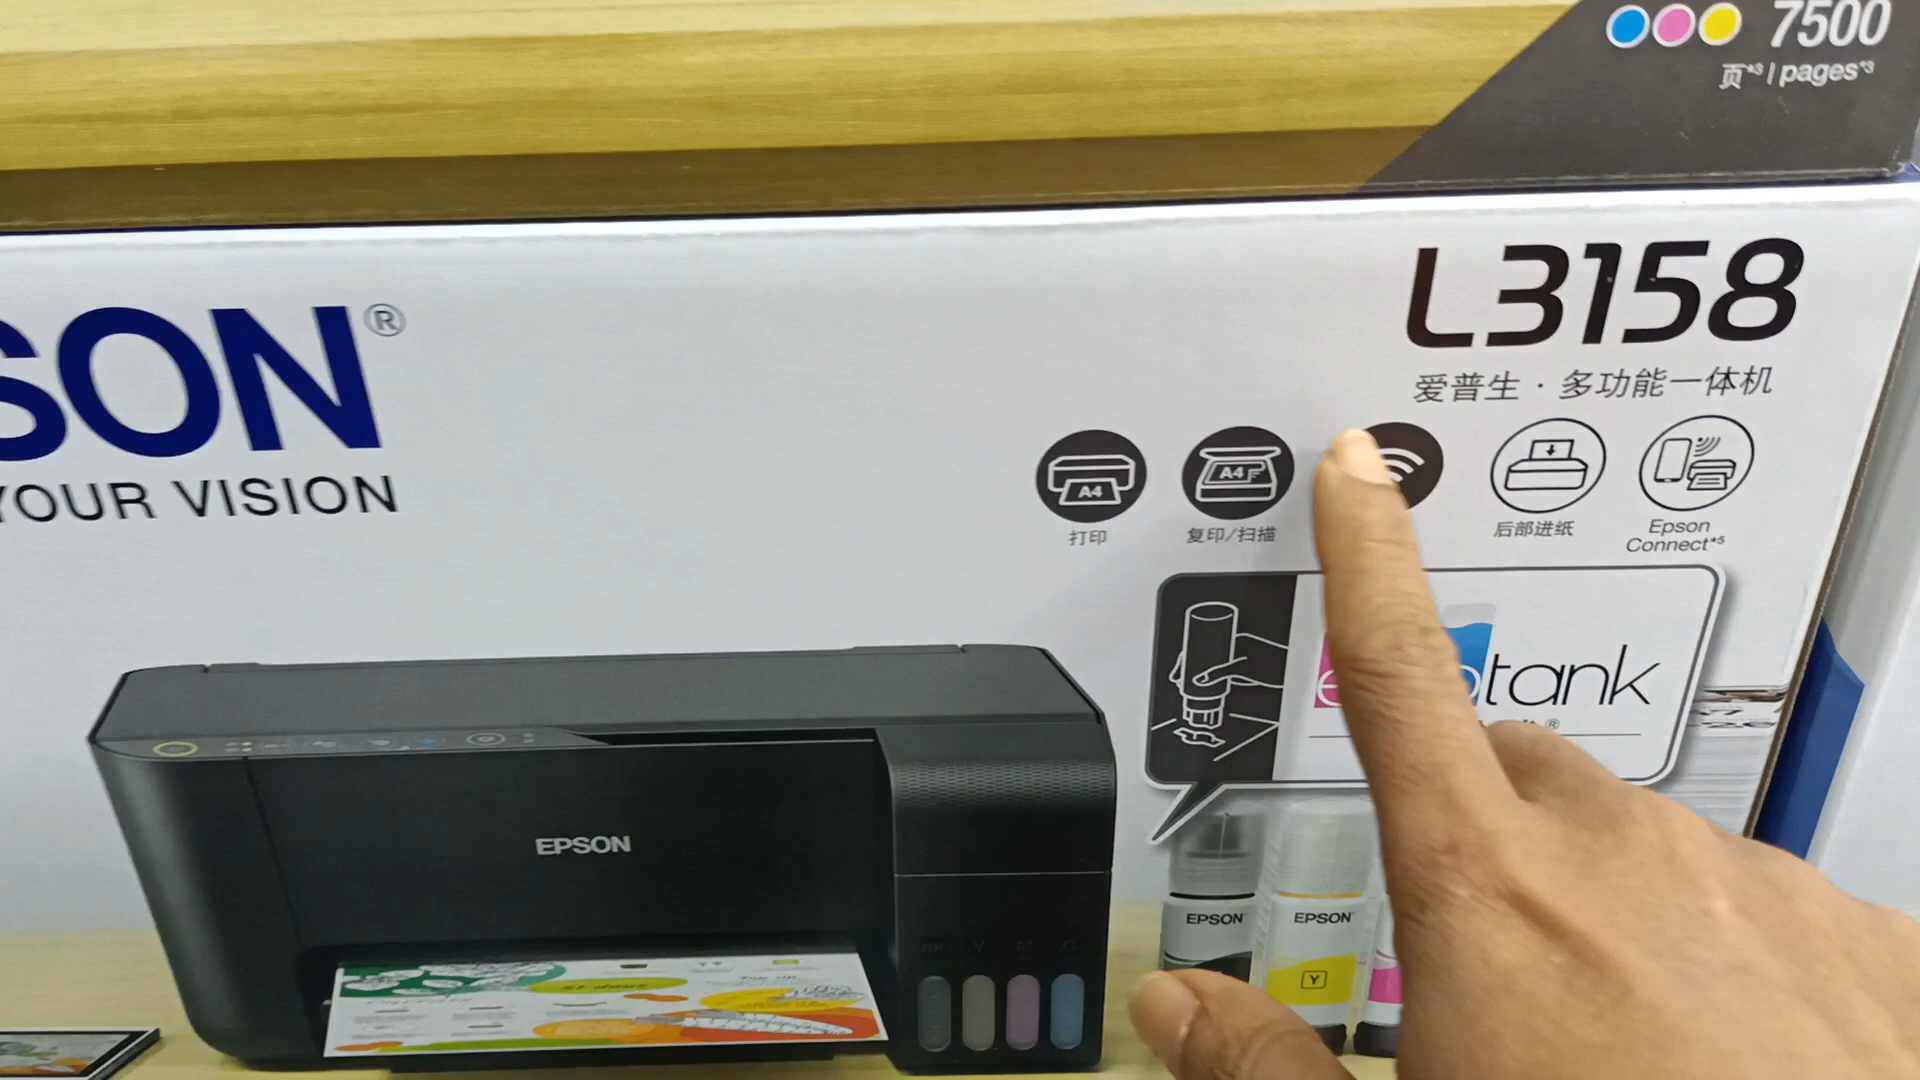 7500
页*3 | pages*3
L3158
爱普生·多功能一体机
SON®
YOUR VISION
A4
A4
打印
复印/扫描
后部进纸
Epson
Connect*5
tank
®
EPSON
BK Y M C
EPSON
EPSON
Y